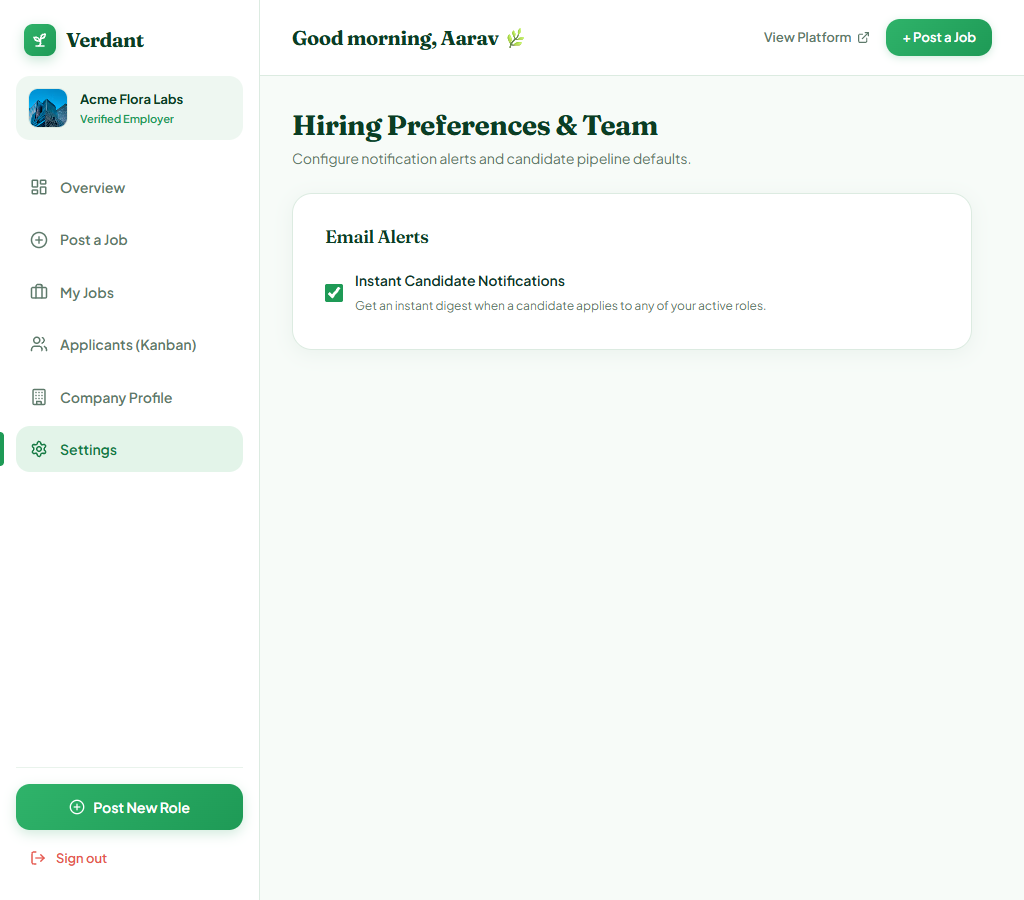 Verdant
Acme Flora Labs
Verified Employer
Overview
Post a Job
My Jobs
Applicants (Kanban)
Company Profile
Settings
Post New Role
Sign out
Good morning, Aarav 🌿
View Platform
+ Post a Job
Hiring Preferences & Team
Configure notification alerts and candidate pipeline defaults.
Email Alerts
Instant Candidate Notifications
Get an instant digest when a candidate applies to any of your active roles.